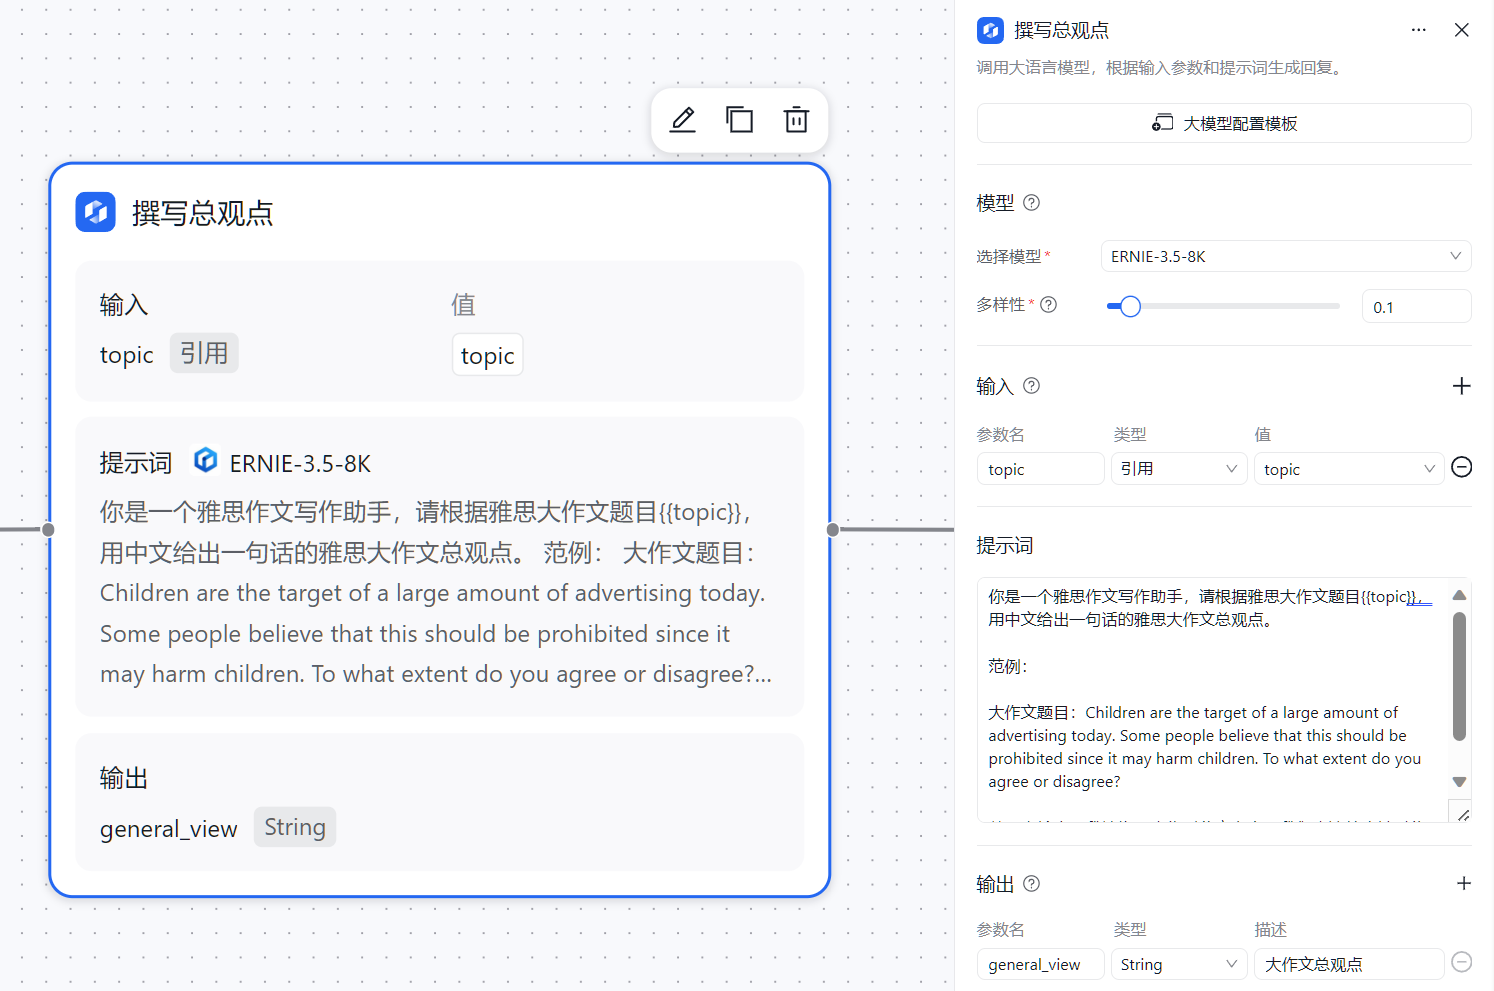 撰写总观点
输入
值
topic 引用
topic
提示词 ERNIE-3.5-8K
你是一个雅思作文写作助手，请根据雅思大作文题目{{topic}}，
用中文给出一句话的雅思大作文总观点。 范例： 大作文题目：
Children are the target of a large amount of advertising today.
Some people believe that this should be prohibited since it
may harm children. To what extent do you agree or disagree?...
输出
general_view String
撰写总观点
调用大语言模型，根据输入参数和提示词生成回复。
大模型配置模板
模型
选择模型* ERNIE-3.5-8K
多样性* 0.1
输入
参数名 类型 值
topic 引用 topic
提示词
你是一个雅思作文写作助手，请根据雅思大作文题目{{topic}}，
用中文给出一句话的雅思大作文总观点。
范例：
大作文题目：Children are the target of a large amount of
advertising today. Some people believe that this should be
prohibited since it may harm children. To what extent do you
agree or disagree?
输出
参数名 类型 描述
general_view String 大作文总观点